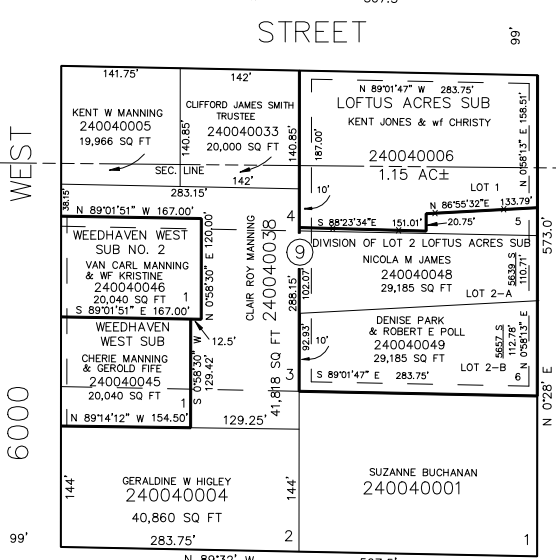 STREET
99'
WEST
6000
99'
141.75'
142'
KENT W MANNING
240040005
19,966 SQ FT
140.85'
CLIFFORD JAMES SMITH
TRUSTEE
240040033
20,000 SQ FT
140.85'
SEC. LINE
142'
283.15'
38.15'
N 89'01'51" W 167.00'
N 89'01'47" W 283.75'
LOFTUS ACRES SUB
KENT JONES & wf CHRISTY
240040006
1.15 AC±
187.00'
N 0'58'13" E 158.51'
LOT 1
10'
N 86'55'32"E 133.79'
4
S 88'23'34"E 151.01'
20.75'
5
573.0'
WEEDHAVEN WEST
SUB NO. 2
VAN CARL MANNING
& WF KRISTINE
240040046
20,040 SQ FT
1
N 0'58'30" E 120.00'
S 89'01'51" E 167.00'
CLAIR ROY MANNING
240040038
41,818 SQ FT
9
288.15'
DIVISION OF LOT 2 LOFTUS ACRES SUB
NICOLA M JAMES
240040048
29,185 SQ FT
102.07'
5639 S
110.71'
LOT 2-A
WEEDHAVEN
WEST SUB
CHERIE MANNING
& GEROLD FIFE
240040045
20,040 SQ FT
1
N 89'14'12" W 154.50'
12.5'
S 0'58'30" W
129.42'
129.25'
DENISE PARK
& ROBERT E POLL
240040049
29,185 SQ FT
92.93'
10'
5657 S
112.78'
N 0'58'13" E
LOT 2-B
3
S 89'01'47" E 283.75'
6
N 0'28' E
GERALDINE W HIGLEY
240040004
40,860 SQ FT
144'
144'
283.75'
2
SUZANNE BUCHANAN
240040001
1
N 89'32' W